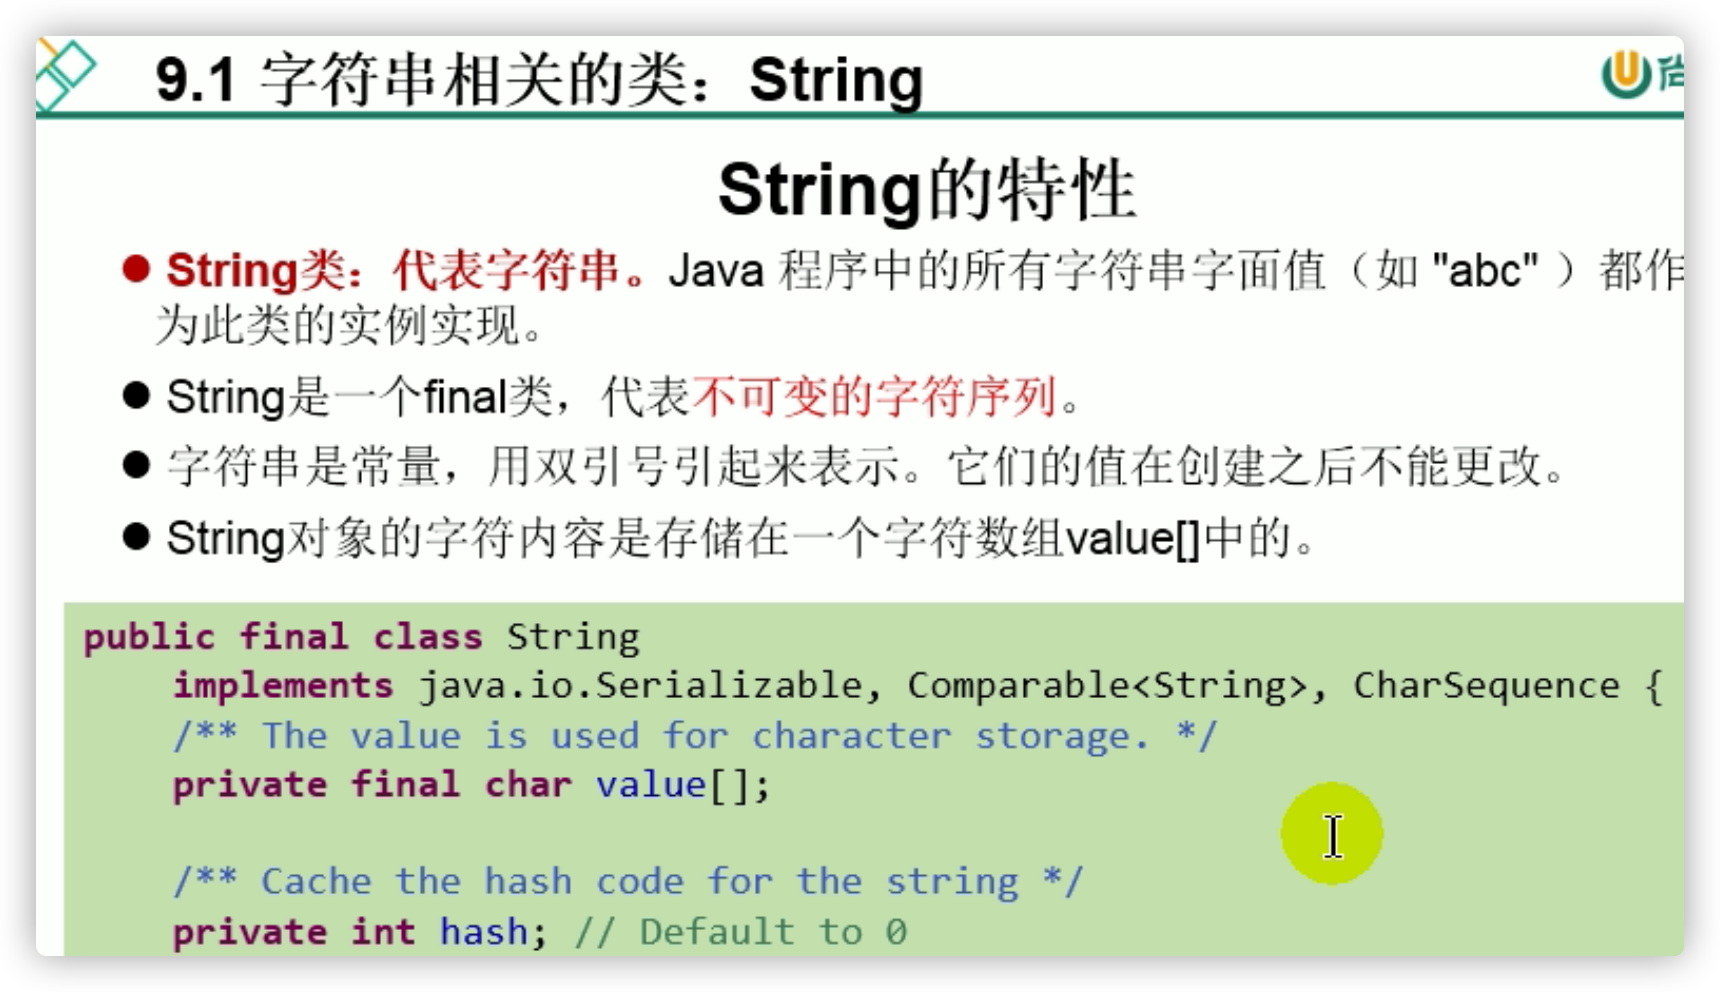 9.1 字符串相关的类：String
String的特性
● String类：代表字符串。Java 程序中的所有字符串字面值（如 "abc" ）都作
为此类的实例实现。
● String是一个final类，代表不可变的字符序列。
● 字符串是常量，用双引号引起来表示。它们的值在创建之后不能更改。
● String对象的字符内容是存储在一个字符数组value[]中的。
public final class String
implements java.io.Serializable, Comparable<String>, CharSequence {
/** The value is used for character storage. */
private final char value[];
/** Cache the hash code for the string */
private int hash; // Default to 0